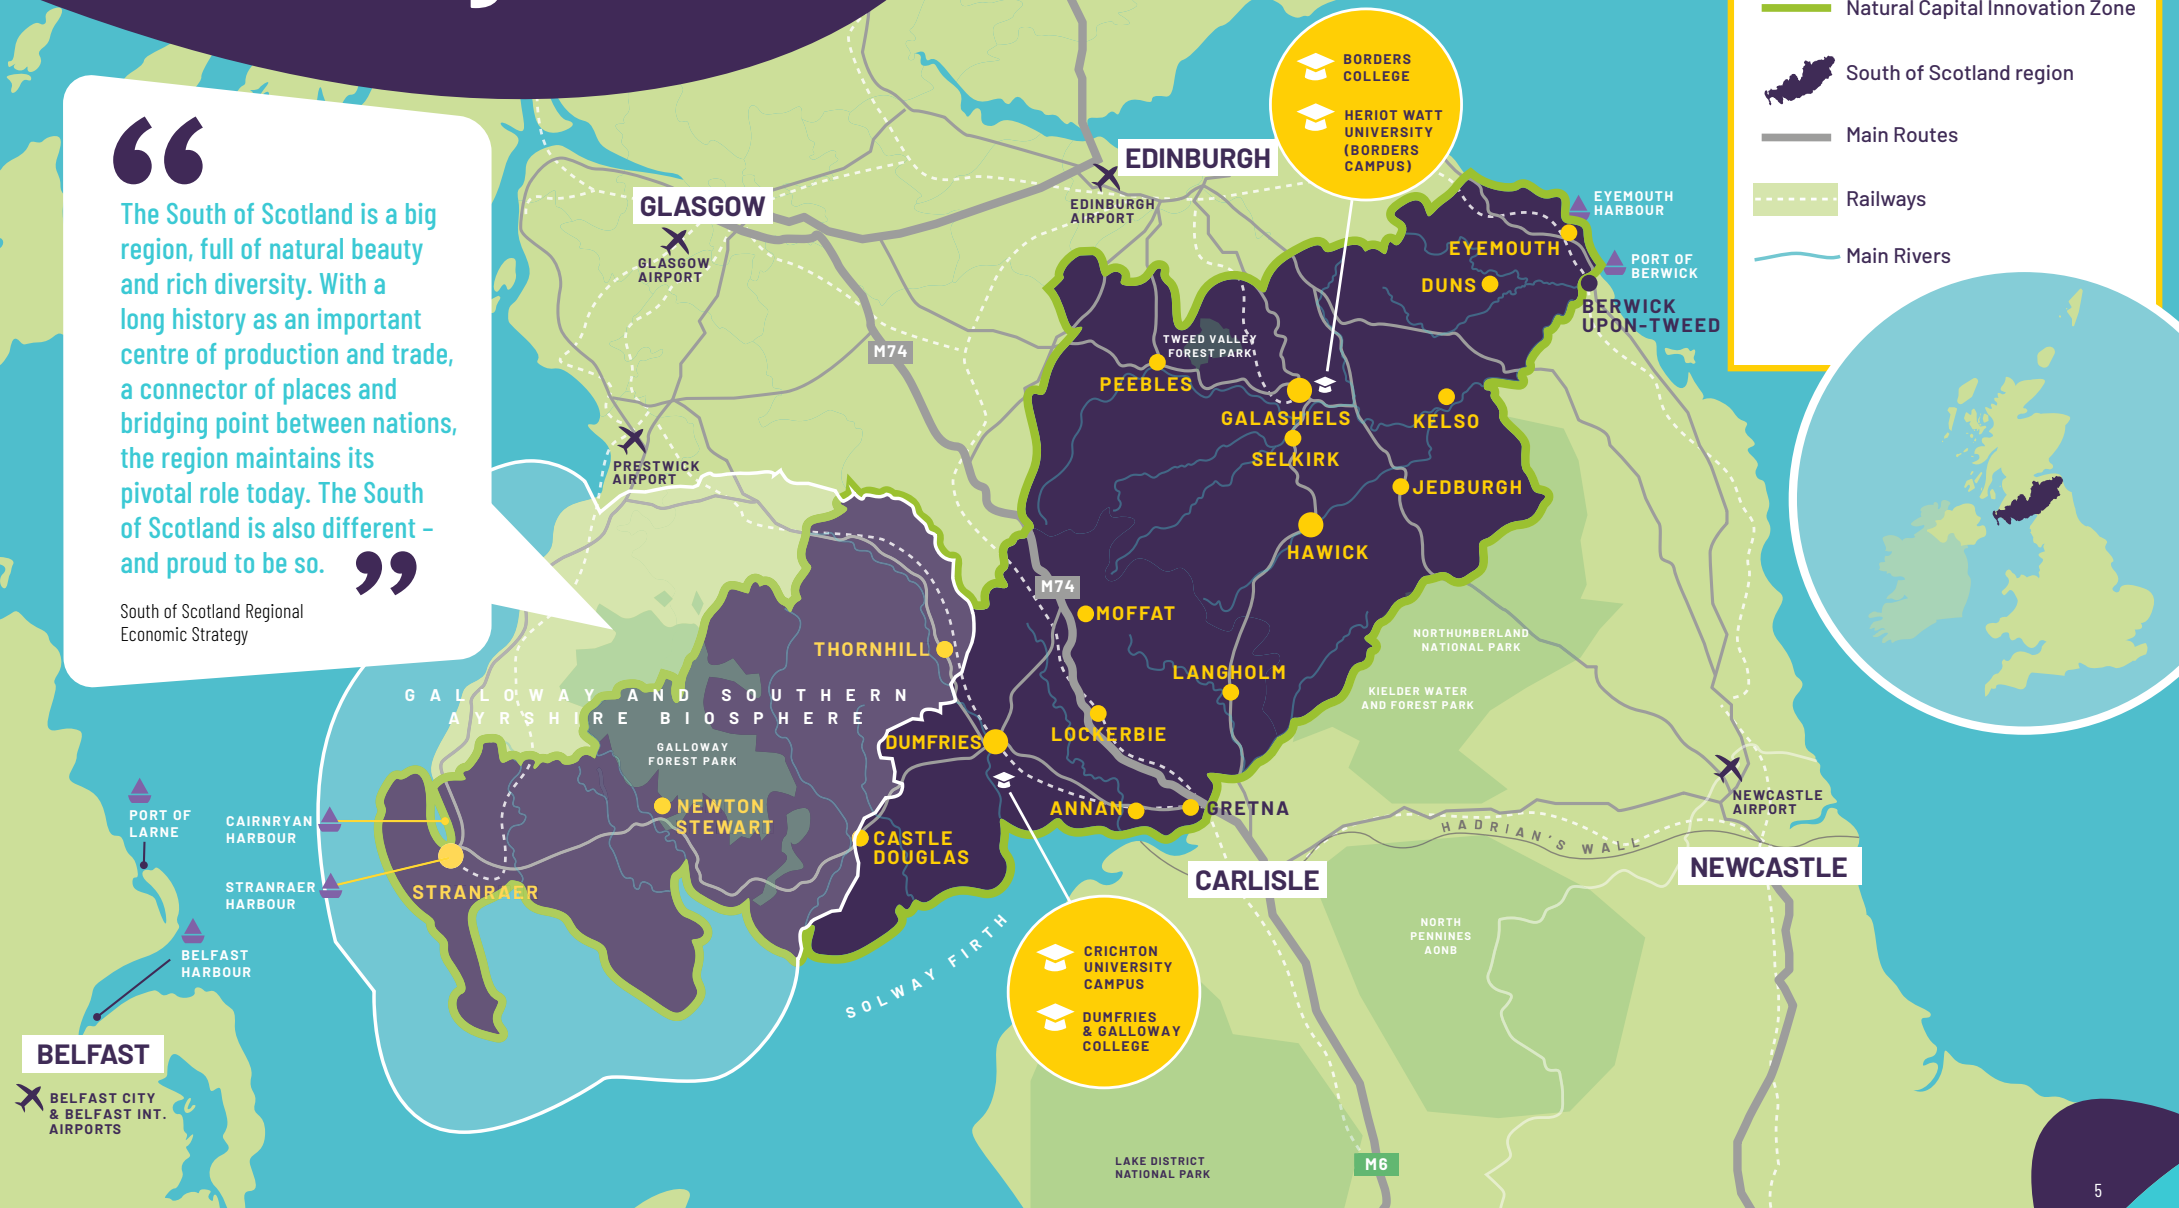 “
The South of Scotland is a big
region, full of natural beauty
and rich diversity. With a
long history as an important
centre of production and trade,
a connector of places and
bridging point between nations,
the region maintains its
pivotal role today. The South
of Scotland is also different –
and proud to be so.
”
South of Scotland Regional
Economic Strategy
Natural Capital Innovation Zone
South of Scotland region
Main Routes
Railways
Main Rivers
BORDERS
COLLEGE
HERIOT WATT
UNIVERSITY
(BORDERS
CAMPUS)
EDINBURGH
EDINBURGH
AIRPORT
GLASGOW
GLASGOW
AIRPORT
EYEMOUTH
HARBOUR
EYEMOUTH
PORT OF
BERWICK
DUNS
BERWICK
UPON-TWEED
M74
TWEED VALLEY
FOREST PARK
PEEBLES
GALASHIELS
KELSO
SELKIRK
PRESTWICK
AIRPORT
JEDBURGH
HAWICK
M74
MOFFAT
THORNHILL
NORTHUMBERLAND
NATIONAL PARK
LANGHOLM
KIELDER WATER
AND FOREST PARK
GALLOWAY AND SOUTHERN
AYRSHIRE BIOSPHERE
LOCKERBIE
DUMFRIES
GALLOWAY
FOREST PARK
NEWTON
STEWART
ANNAN
GRETNA
NEWCASTLE
AIRPORT
PORT OF
LARNE
CAIRNRYAN
HARBOUR
HADRIAN'S WALL
CASTLE
DOUGLAS
NEWCASTLE
CARLISLE
STRANRAER
HARBOUR
STRANRAER
BELFAST
HARBOUR
SOLWAY FIRTH
NORTH
PENNINES
AONB
CRICHTON
UNIVERSITY
CAMPUS
DUMFRIES
& GALLOWAY
COLLEGE
BELFAST
BELFAST CITY
& BELFAST INT.
AIRPORTS
LAKE DISTRICT
NATIONAL PARK
M6
5